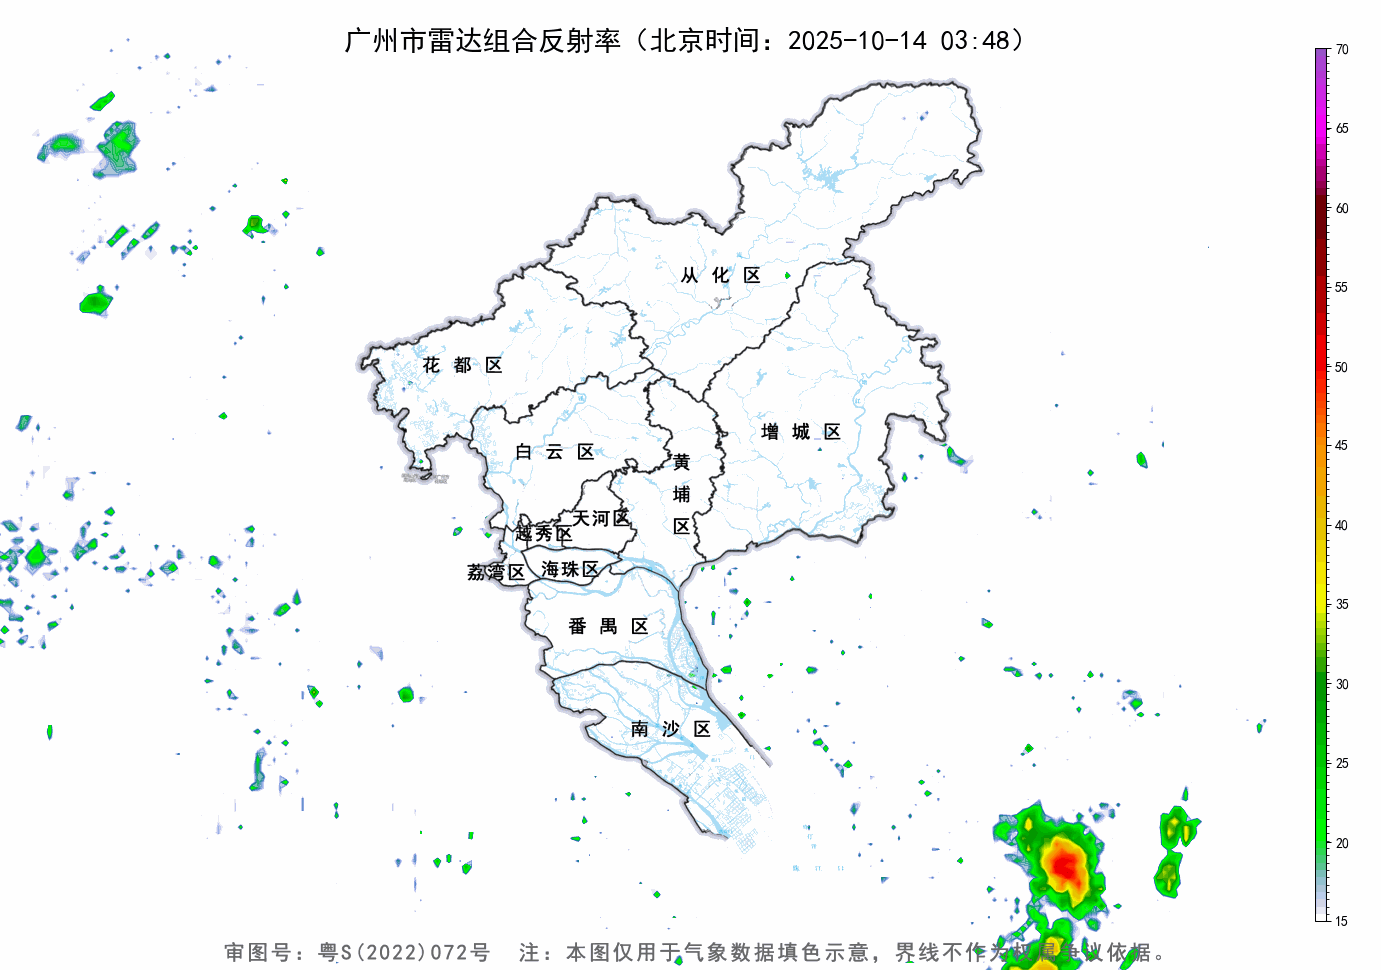 广州市雷达组合反射率（北京时间：2025-10-14 03:48）
70
65
60
55
50
45
40
35
30
25
20
15
从化区
花都区
增城区
白云区
黄埔区
天河区
越秀区
海珠区
荔湾区
番禺区
南沙区
审图号：粤S(2022)072号 注：本图仅用于气象数据填色示意，界线不作为权属争议依据。